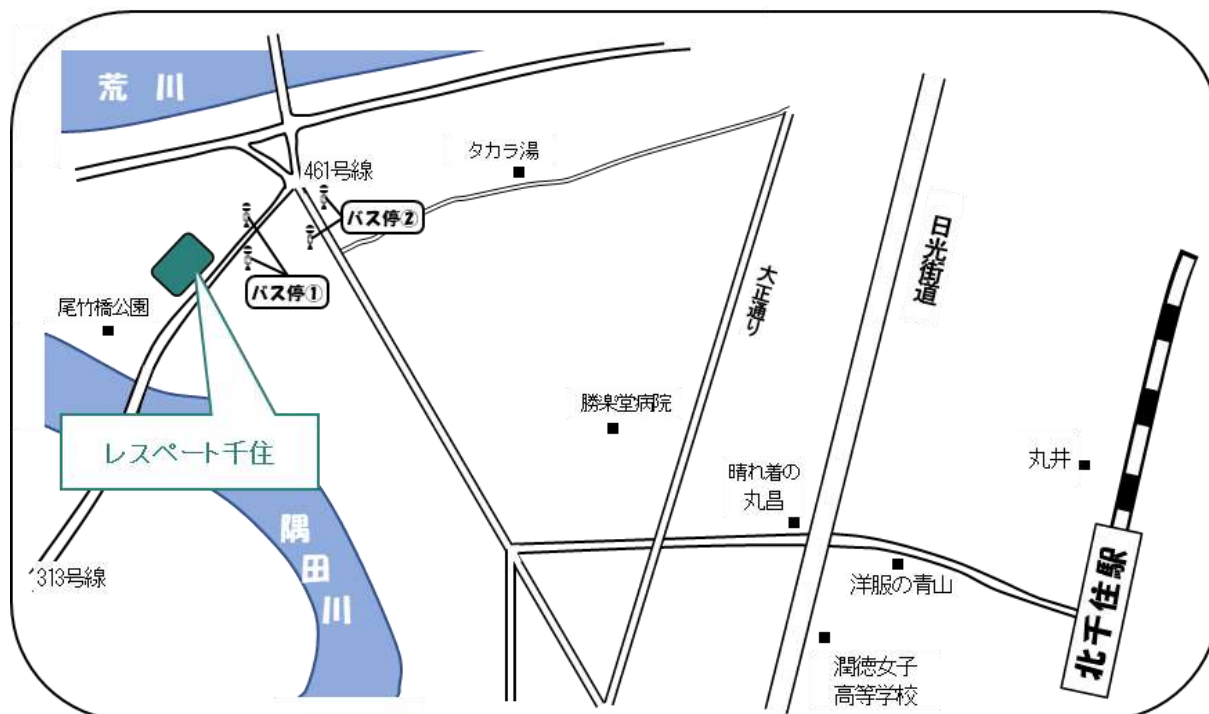 荒川
タカラ湯
461号線
バス停②
バス停①
日光街道
大正通り
尾竹橋公園
レスペート千住
勝楽堂病院
晴れ着の
丸昌
丸井
隅田川
313号線
洋服の青山
北千住駅
潤徳女子
高等学校